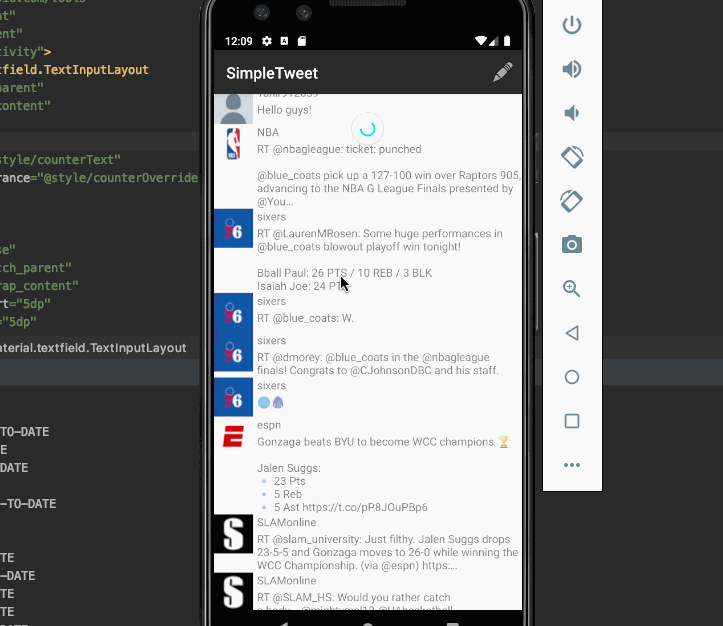 ent"
ent"
tivity">
tfield.TextInputLayout
parent"
content"
style/counterText"
rance="@style/counterOverride
se"
tch_parent"
rap_content"
rt="5dp"
="5dp"
aterial.textfield.TextInputLayout
TO-DATE
E
DATE
-TO-DATE
TE
-DATE
TE
TE
TO
12:09
SimpleTweet
Hello guys!
NBA
RT @nbagleague: ticket: punched
@blue_coats pick up a 127-100 win over Raptors 905,
advancing to the NBA G League Finals presented by
@You…
sixers
RT @LaurenMRosen: Some huge performances in
@blue_coats blowout playoff win tonight!
Bball Paul: 26 PTS / 10 REB / 3 BLK
Isaiah Joe: 24 PT
sixers
RT @blue_coats: W.
sixers
RT @dmorey: @blue_coats in the @nbagleague
finals! Congrats to @CJohnsonDBC and his staff.
sixers
espn
Gonzaga beats BYU to become WCC champions 🏆
Jalen Suggs:
🔹 23 Pts
🔹 5 Reb
🔹 5 Ast https://t.co/pP8JOuPBp6
SLAMonline
RT @slam_university: Just filthy. Jalen Suggs drops
23-5-5 and Gonzaga moves to 26-0 while winning the
WCC Championship. (via @espn) https:…
SLAMonline
RT @SLAM_HS: Would you rather catch